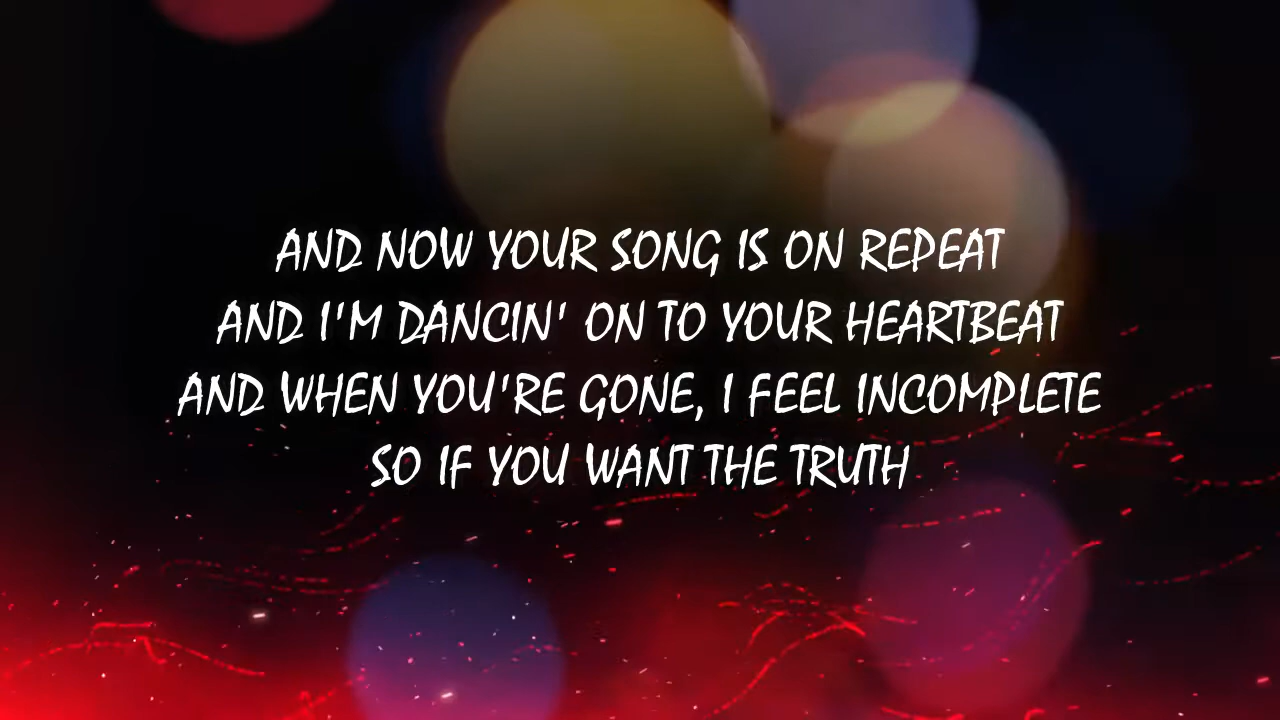 AND NOW YOUR SONG IS ON REPEAT
AND I'M DANCIN' ON TO YOUR HEARTBEAT
AND WHEN YOU'RE GONE, I FEEL INCOMPLETE
SO IF YOU WANT THE TRUTH